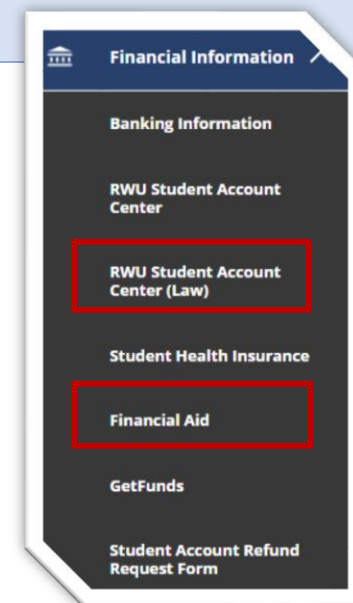 Financial Information
Banking Information
RWU Student Account
Center
RWU Student Account
Center (Law)
Student Health Insurance
Financial Aid
GetFunds
Student Account Refund
Request Form